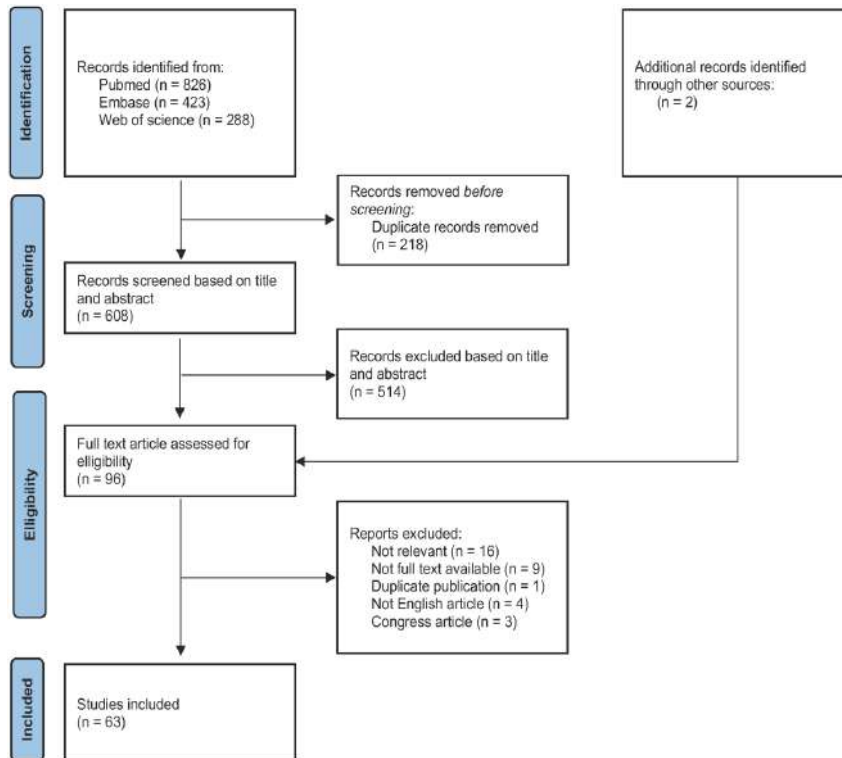 Identification
Records identified from:
Pubmed (n = 826)
Embase (n = 423)
Web of science (n = 288)
Additional records identified
through other sources:
(n = 2)
Records removed before
screening:
Duplicate records removed
(n = 218)
Screening
Records screened based on title
and abstract
(n = 608)
Records excluded based on title
and abstract
(n = 514)
Elligibility
Full text article assessed for
elligibility
(n = 96)
Reports excluded:
Not relevant (n = 16)
Not full text available (n = 9)
Duplicate publication (n = 1)
Not English article (n = 4)
Congress article (n = 3)
Included
Studies included
(n = 63)